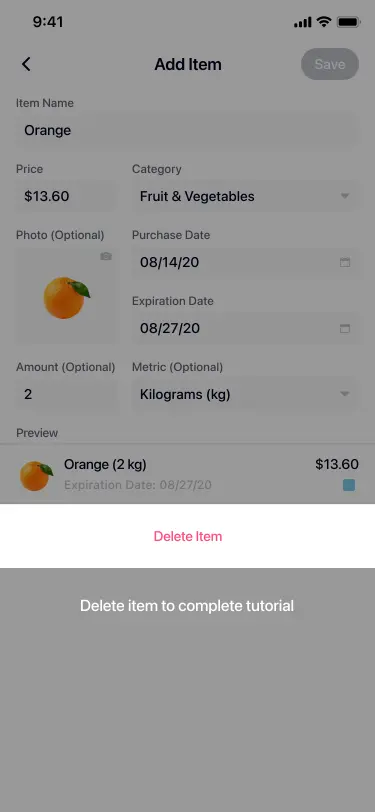 9:41
Add Item
Save
Item Name
Orange
Price
Category
$13.60
Fruit & Vegetables
Photo (Optional)
Purchase Date
08/14/20
Expiration Date
08/27/20
Amount (Optional)
Metric (Optional)
2
Kilograms (kg)
Preview
Orange (2 kg)
$13.60
Expiration Date: 08/27/20
Delete Item
Delete item to complete tutorial